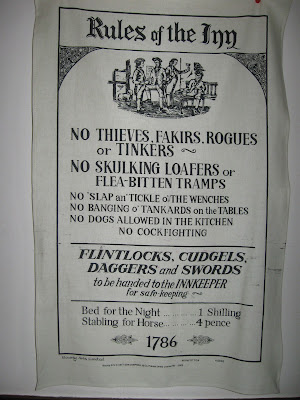 Rules of the Inn
NO THIEVES, FAKIRS, ROGUES
or TINKERS
NO SKULKING LOAFERS or
FLEA-BITTEN TRAMPS
NO 'SLAP an' TICKLE o' THE WENCHES
NO BANGING o' TANKARDS on the TABLES
NO DOGS ALLOWED IN THE KITCHEN
NO COCKFIGHTING
FLINTLOCKS, CUDGELS,
DAGGERS and SWORDS
to be handed to the INNKEEPER
for safe-keeping
Bed for the Night ......... 1 Shilling
Stabling for Horse ......... 4 pence
1786